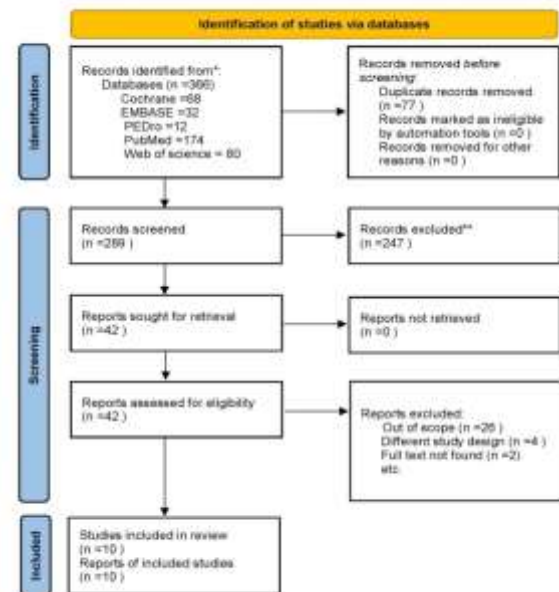 Identification of studies via databases
Identification
Records identified from*:
Databases (n =366)
Cochrane =68
EMBASE =32
PEDro =12
PubMed =174
Web of science = 80
Records removed before
screening:
Duplicate records removed
(n =77 )
Records marked as ineligible
by automation tools (n =0 )
Records removed for other
reasons (n =0 )
Screening
Records screened
(n =289 )
Records excluded**
(n =247 )
Reports sought for retrieval
(n =42 )
Reports not retrieved
(n =0 )
Reports assessed for eligibility
(n =42 )
Reports excluded:
Out of scope (n =26 )
Different study design (n =4 )
Full text not found (n =2)
etc.
Included
Studies included in review
(n =10 )
Reports of included studies
(n =10 )